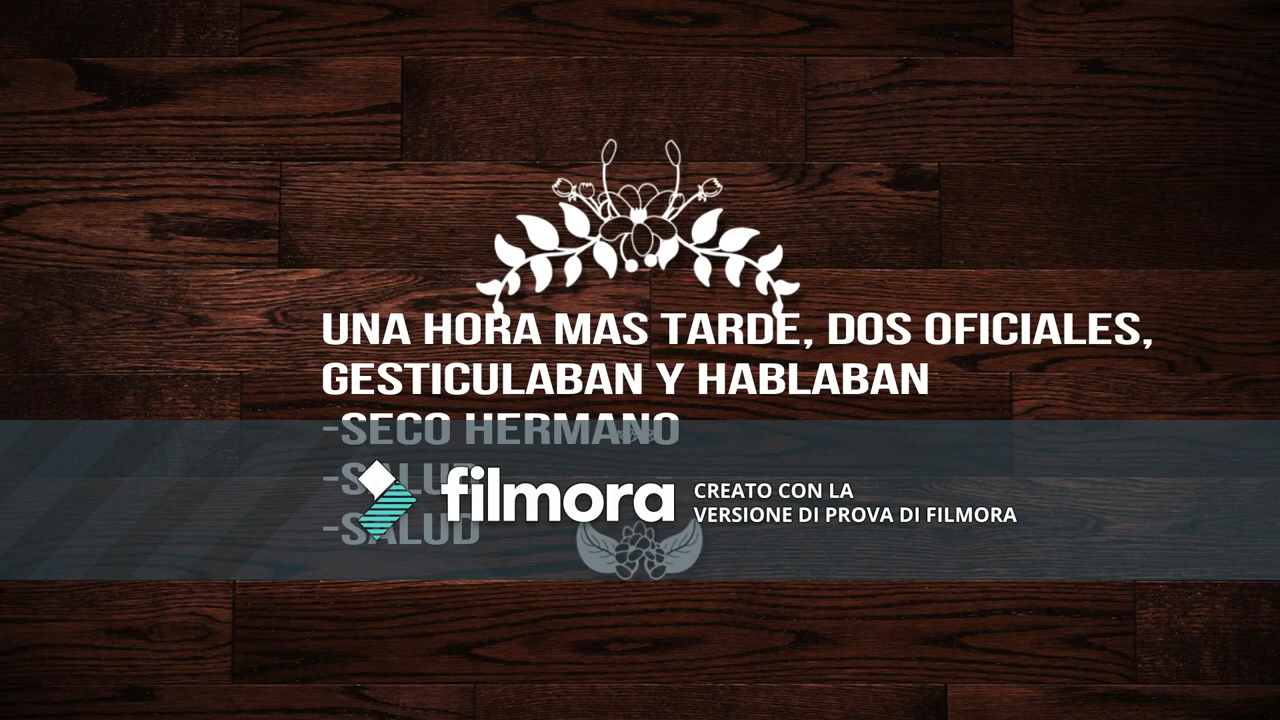 UNA HORA MAS TARDE, DOS OFICIALES,
GESTICULABAN Y HABLABAN
-SECO HERMANO
-SALUD
-SALUD
filmora
CREATO CON LA
VERSIONE DI PROVA DI FILMORA